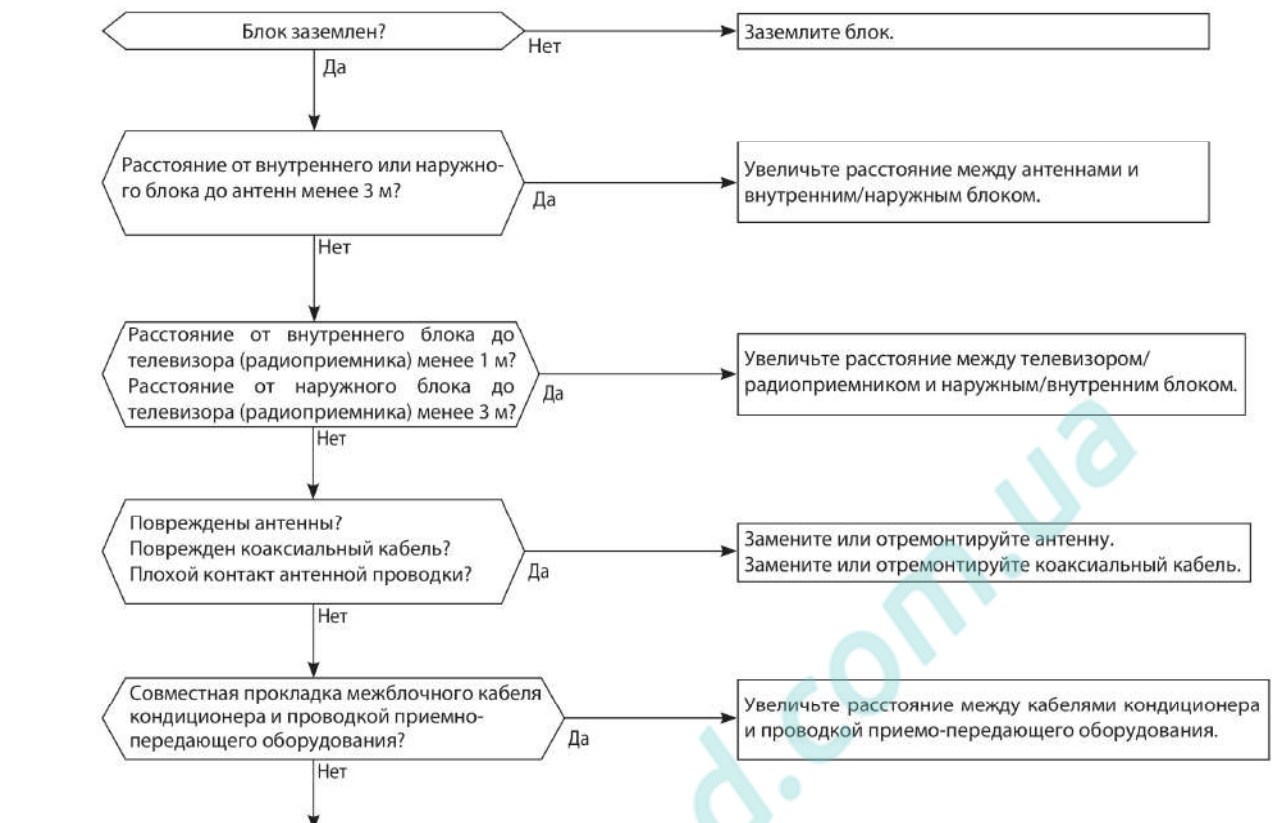 Блок заземлен?
Нет
Заземлите блок.
Да
Расстояние от внутреннего или наружно-
го блока до антенн менее 3 м?
Да
Увеличьте расстояние между антеннами и
внутренним/наружным блоком.
Нет
Расстояние от внутреннего блока до
телевизора (радиоприемника) менее 1 м?
Расстояние от наружного блока до
телевизора (радиоприемника) менее 3 м?
Да
Увеличьте расстояние между телевизором/
радиоприемником и наружным/внутренним блоком.
Нет
Повреждены антенны?
Поврежден коаксиальный кабель?
Плохой контакт антенной проводки?
Да
Замените или отремонтируйте антенну.
Замените или отремонтируйте коаксиальный кабель.
Нет
Совместная прокладка межблочного кабеля
кондиционера и проводкой приемно-
передающего оборудования?
Да
Увеличьте расстояние между кабелями кондиционера
и проводкой приемо-передающего оборудования.
Нет
d.com.ua